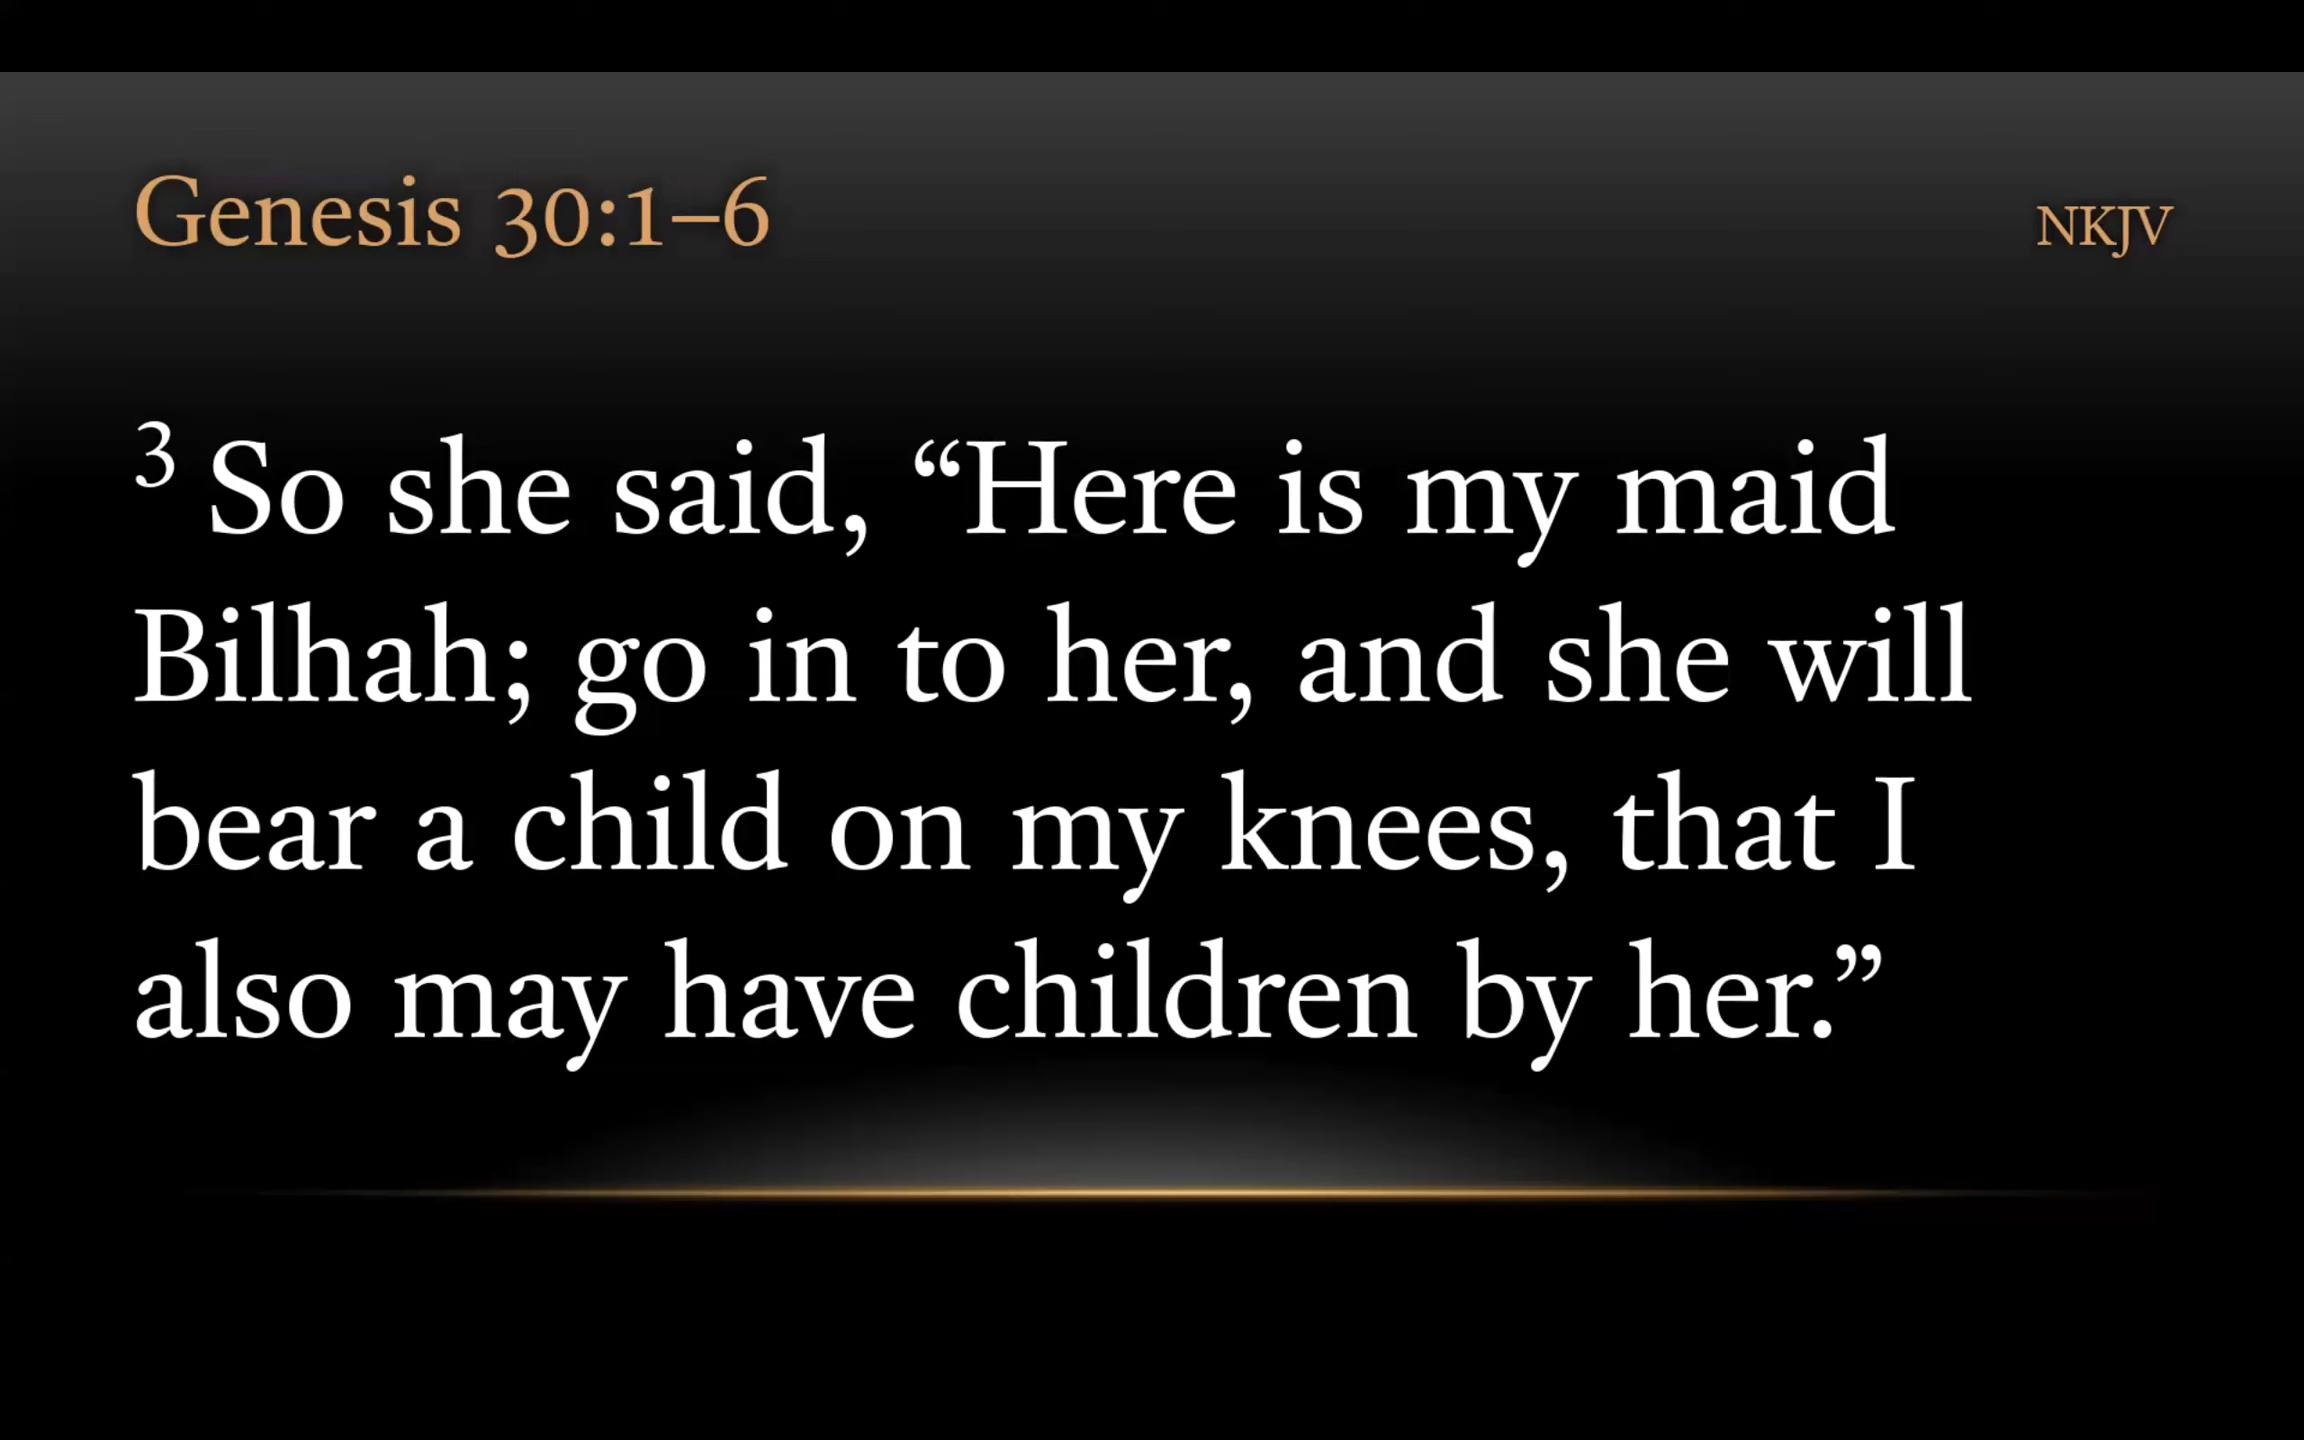 Genesis 30:1–6
NKJV
3 So she said, “Here is my maid
Bilhah; go in to her, and she will
bear a child on my knees, that I
also may have children by her.”